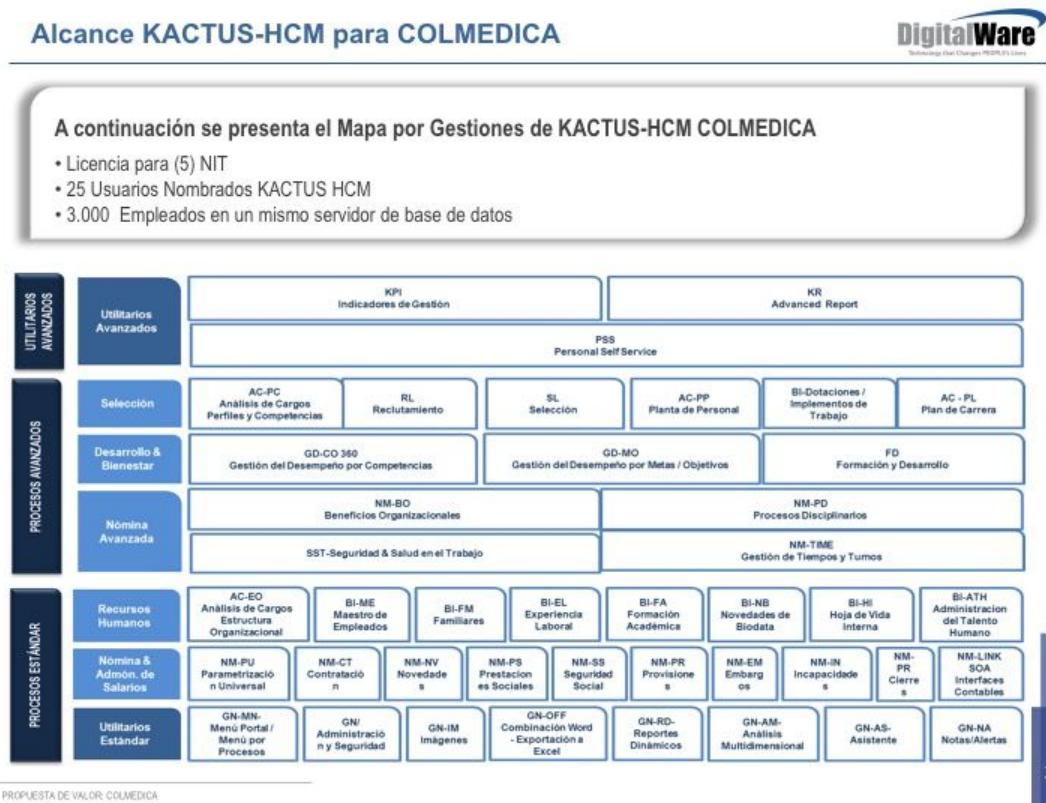 Alcance KACTUS-HCM para COLMEDICA
DigitalWare
Technology that Changes PEOPLE'S Lives
A continuación se presenta el Mapa por Gestiones de KACTUS-HCM COLMEDICA
• Licencia para (5) NIT
• 25 Usuarios Nombrados KACTUS HCM
• 3.000 Empleados en un mismo servidor de base de datos
UTILITARIOS
AVANZADOS
Utilitarios
Avanzados
KPI
Indicadores de Gestión
KR
Advanced Report
PSS
Personal Self Service
PROCESOS AVANZADOS
Selección
AC-PC
Análisis de Cargos
Perfiles y Competencias
RL
Reclutamiento
SL
Selección
AC-PP
Planta de Personal
BI-Dotaciones /
Implementos de
Trabajo
AC - PL
Plan de Carrera
Desarrollo &
Bienestar
GD-CO 360
Gestión del Desempeño por Competencias
GD-MO
Gestión del Desempeño por Metas / Objetivos
FD
Formación y Desarrollo
Nómina
Avanzada
NM-BO
Beneficios Organizacionales
NM-PD
Procesos Disciplinarios
SST-Seguridad & Salud en el Trabajo
NM-TIME
Gestión de Tiempos y Turnos
PROCESOS ESTÁNDAR
Recursos
Humanos
AC-EO
Análisis de Cargos
Estructura
Organizacional
BI-ME
Maestro de
Empleados
BI-FM
Familiares
BI-EL
Experiencia
Laboral
BI-FA
Formación
Académica
BI-NB
Novedades de
Biodata
BI-HI
Hoja de Vida
Interna
BI-ATH
Administracion
del Talento
Humano
Nómina &
Admón. de
Salarios
NM-PU
Parametrizació
n Universal
NM-CT
Contratació
n
NM-NV
Novedade
s
NM-PS
Prestacion
es Sociales
NM-SS
Seguridad
Social
NM-PR
Provisione
s
NM-EM
Embarg
os
NM-IN
Incapacidade
s
NM-
PR
Cierre
s
NM-LINK
SOA
Interfaces
Contables
Utilitarios
Estándar
GN-MN-
Menú Portal /
Menú por
Procesos
GN/
Administració
n y Seguridad
GN-IM
Imágenes
GN-OFF
Combinación Word
- Exportación a
Excel
GN-RD-
Reportes
Dinámicos
GN-AM-
Análisis
Multidimensional
GN-AS-
Asistente
GN-NA
Notas/Alertas
PROPUESTA DE VALOR: COLMEDICA